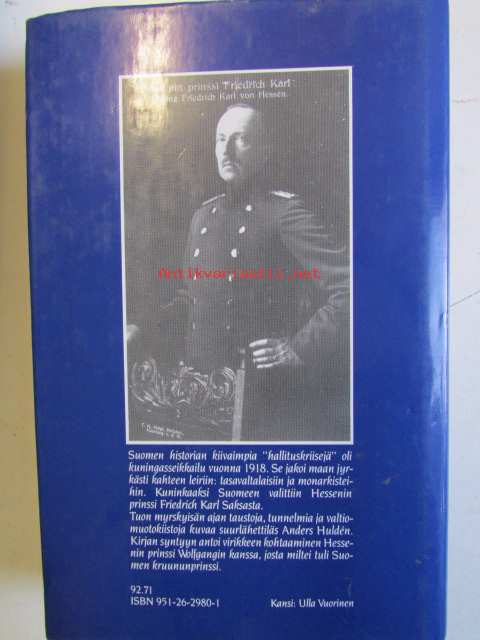 prinssi Friedrich Karl
Friedrich Karl von Hessen.
Antikvariaatti.net
Suomen historian kiivaimpia "hallituskriisejä" oli
kuningasseikkailu vuonna 1918. Se jakoi maan jyr-
kästi kahteen leiriin: tasavaltalaisiin ja monarkistei-
hin. Kuninkaaksi Suomeen valittiin Hessenin
prinssi Friedrich Karl Saksasta.
Tuon myrskyisän ajan taustoja, tunnelmia ja valtio-
muotokiistoja kuvaa suurlähettiläs Anders Huldén.
Kirjan syntyyn antoi virikkeen kohtaaminen Hesse-
nin prinssi Wolfgangin kanssa, josta miltei tuli Suo-
men kruununprinssi.
92.71
ISBN 951-26-2980-1
Kansi: Ulla Vuorinen